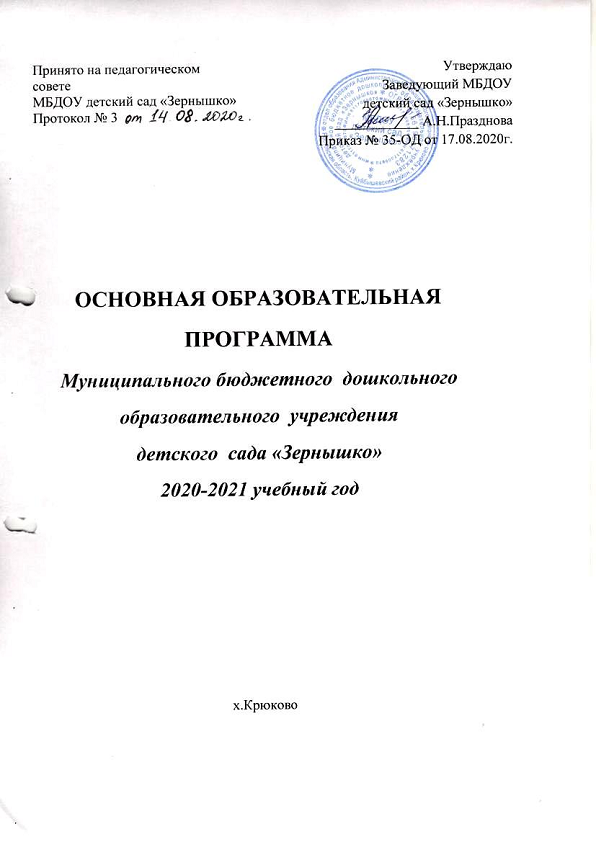 Принято на педагогическом
совете
МБДОУ детский сад «Зернышко»
Протокол № 3 от 14.08.2020г.
Утверждаю
Заведующий МБДОУ
детский сад «Зернышко»
А.Н.Празднова
Приказ № 35-ОД от 17.08.2020г.
ОСНОВНАЯ ОБРАЗОВАТЕЛЬНАЯ
ПРОГРАММА
Муниципального бюджетного дошкольного
образовательного учреждения
детского сада «Зернышко»
2020-2021 учебный год
х.Крюково